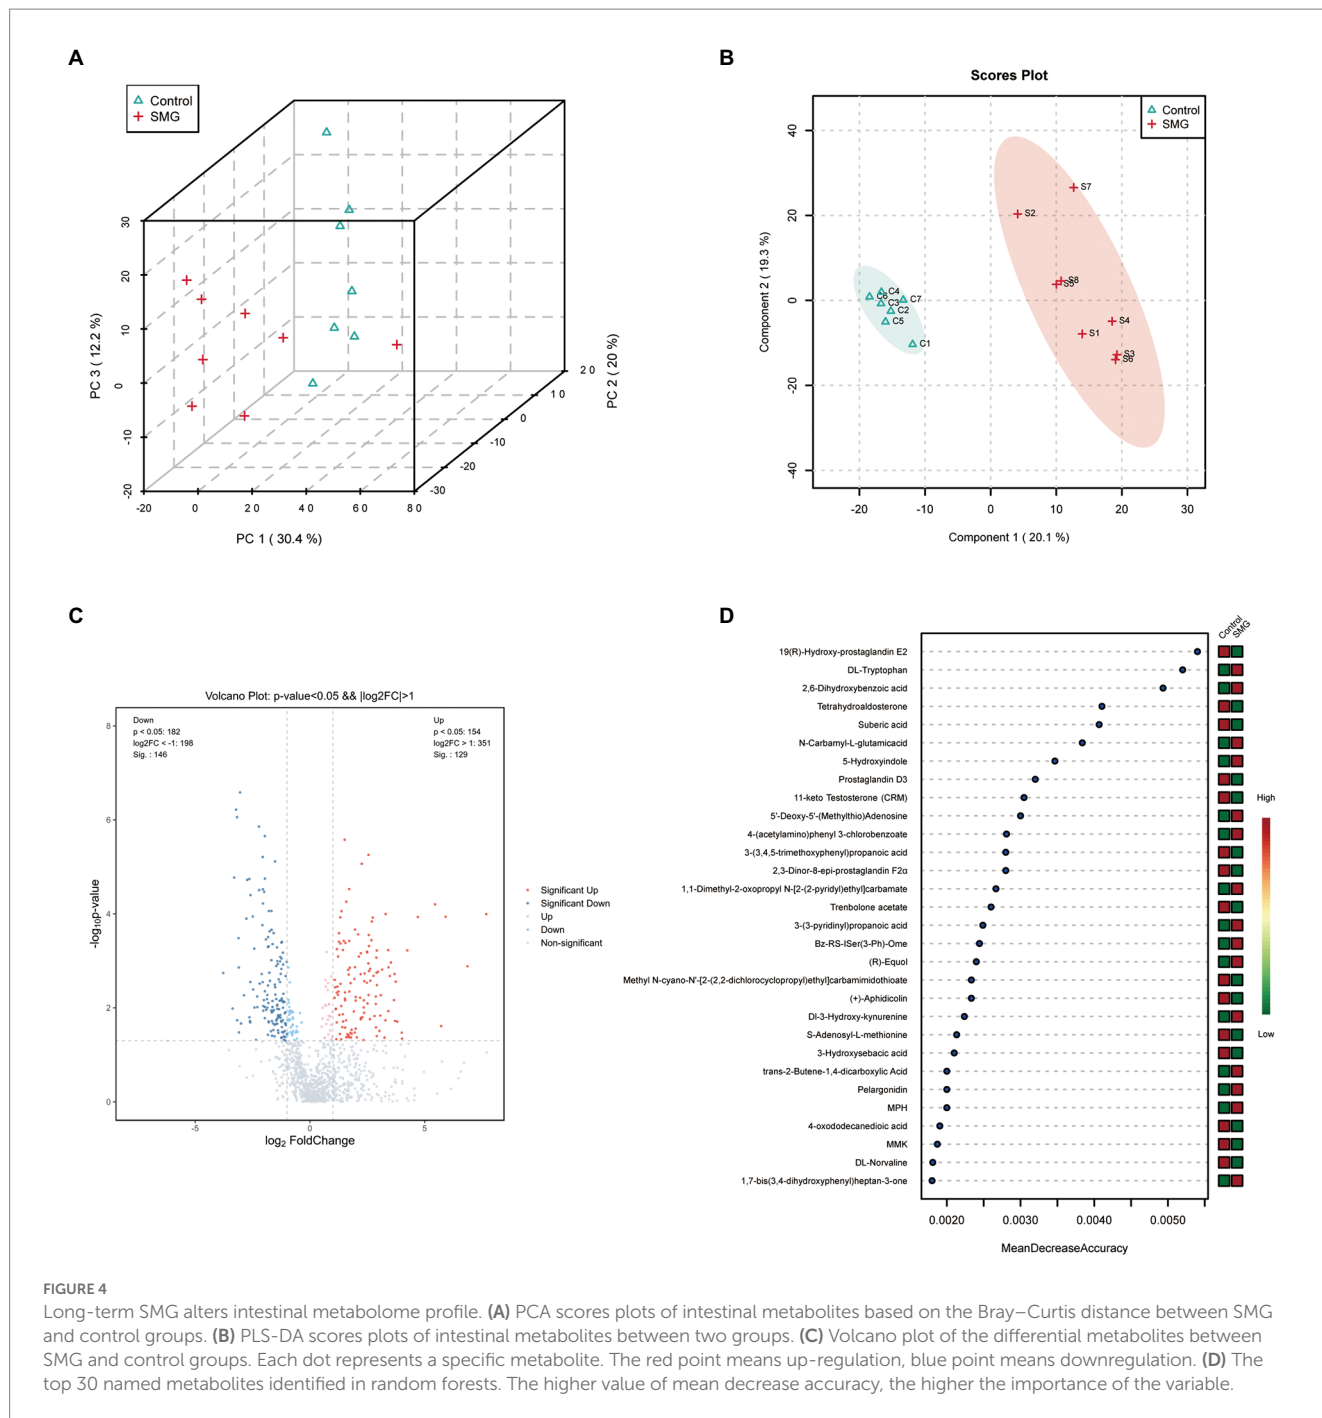 A
Control
SMG
30
20
10
0
-10
-20
PC 3 ( 12.2 %)
-20
0
2 0
4 0
6 0
8 0
PC 1 ( 30.4 %)
-30
-20
-10
0
1 0
2 0
PC 2 ( 20 %)
B
Scores Plot
Control
SMG
40
20
0
-20
-40
Component 2 ( 19.3 %)
S7
S2
S8
S5
S4
S1
S3
S6
C4
C6
C7
C3
C2
C5
C1
-20
-10
0
10
20
30
Component 1 ( 20.1 %)
C
Volcano Plot: p-value<0.05 && |log2FC|>1
Down
p < 0.05: 182
log2FC < -1: 198
Sig. : 146
Up
p < 0.05: 154
log2FC > 1: 351
Sig. : 129
8
6
4
2
0
-log10p-value
-5
0
5
log2 FoldChange
Significant Up
Significant Down
Up
Down
Non-significant
D
Control
SMG
19(R)-Hydroxy-prostaglandin E2
DL-Tryptophan
2,6-Dihydroxybenzoic acid
Tetrahydroaldosterone
Suberic acid
N-Carbamyl-L-glutamicacid
5-Hydroxyindole
Prostaglandin D3
11-keto Testosterone (CRM)
5'-Deoxy-5'-(Methylthio)Adenosine
4-(acetylamino)phenyl 3-chlorobenzoate
3-(3,4,5-trimethoxyphenyl)propanoic acid
2,3-Dinor-8-epi-prostaglandin F2α
1,1-Dimethyl-2-oxopropyl N-[2-(2-pyridyl)ethyl]carbamate
Trenbolone acetate
3-(3-pyridinyl)propanoic acid
Bz-RS-ISer(3-Ph)-Ome
(R)-Equol
Methyl N-cyano-N'-[2-(2,2-dichlorocyclopropyl)ethyl]carbamimidothioate
(+)-Aphidicolin
Dl-3-Hydroxy-kynurenine
S-Adenosyl-L-methionine
3-Hydroxysebacic acid
trans-2-Butene-1,4-dicarboxylic Acid
Pelargonidin
MPH
4-oxododecanedioic acid
MMK
DL-Norvaline
1,7-bis(3,4-dihydroxyphenyl)heptan-3-one
0.0020
0.0030
0.0040
0.0050
MeanDecreaseAccuracy
High
Low
FIGURE 4
Long-term SMG alters intestinal metabolome profile. (A) PCA scores plots of intestinal metabolites based on the Bray–Curtis distance between SMG
and control groups. (B) PLS-DA scores plots of intestinal metabolites between two groups. (C) Volcano plot of the differential metabolites between
SMG and control groups. Each dot represents a specific metabolite. The red point means up-regulation, blue point means downregulation. (D) The
top 30 named metabolites identified in random forests. The higher value of mean decrease accuracy, the higher the importance of the variable.